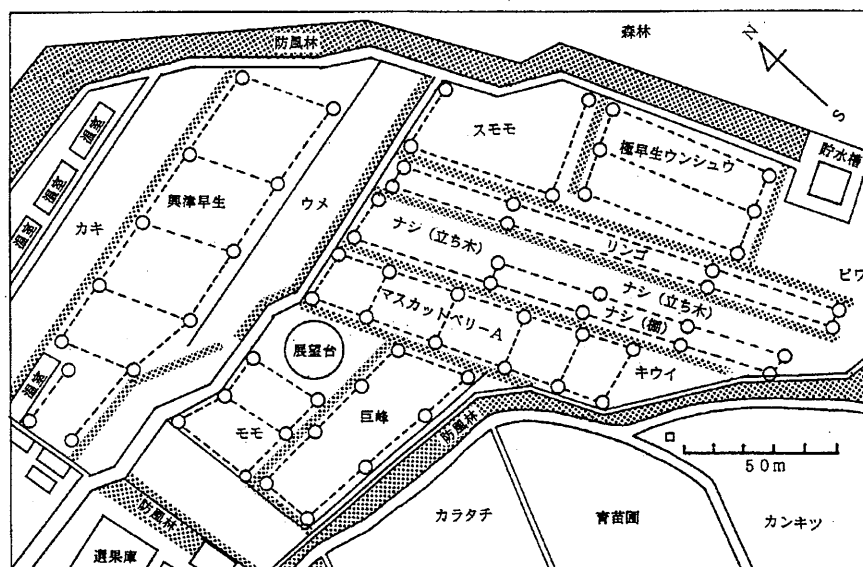 防風林
森林
N
S
貯水槽
温室
温室
温室
カキ
興津早生
ウメ
スモモ
極早生ウンシュウ
リンゴ
ビワ
ナシ(立ち木)
ナシ(立ち木)
ナシ(棚)
マスカットベリーA
キウイ
展望台
温室
モモ
巨峰
防風林
50m
防風林
選果庫
カラタチ
青苗圃
カンキツ